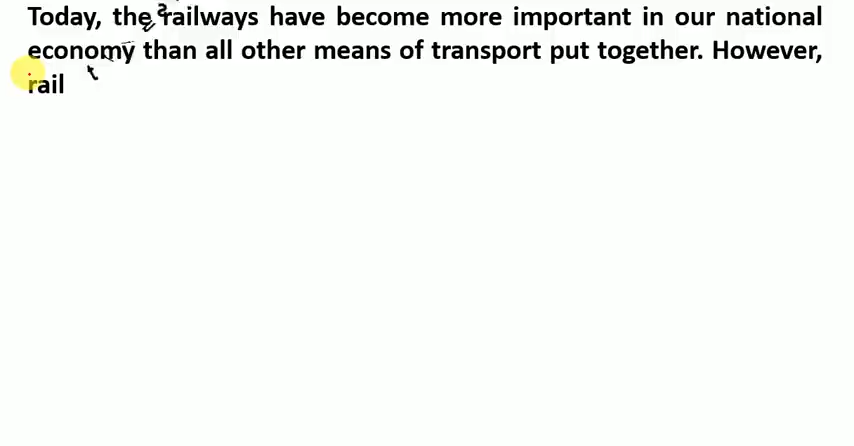 Today, the railways have become more important in our national
economy than all other means of transport put together. However,
rail